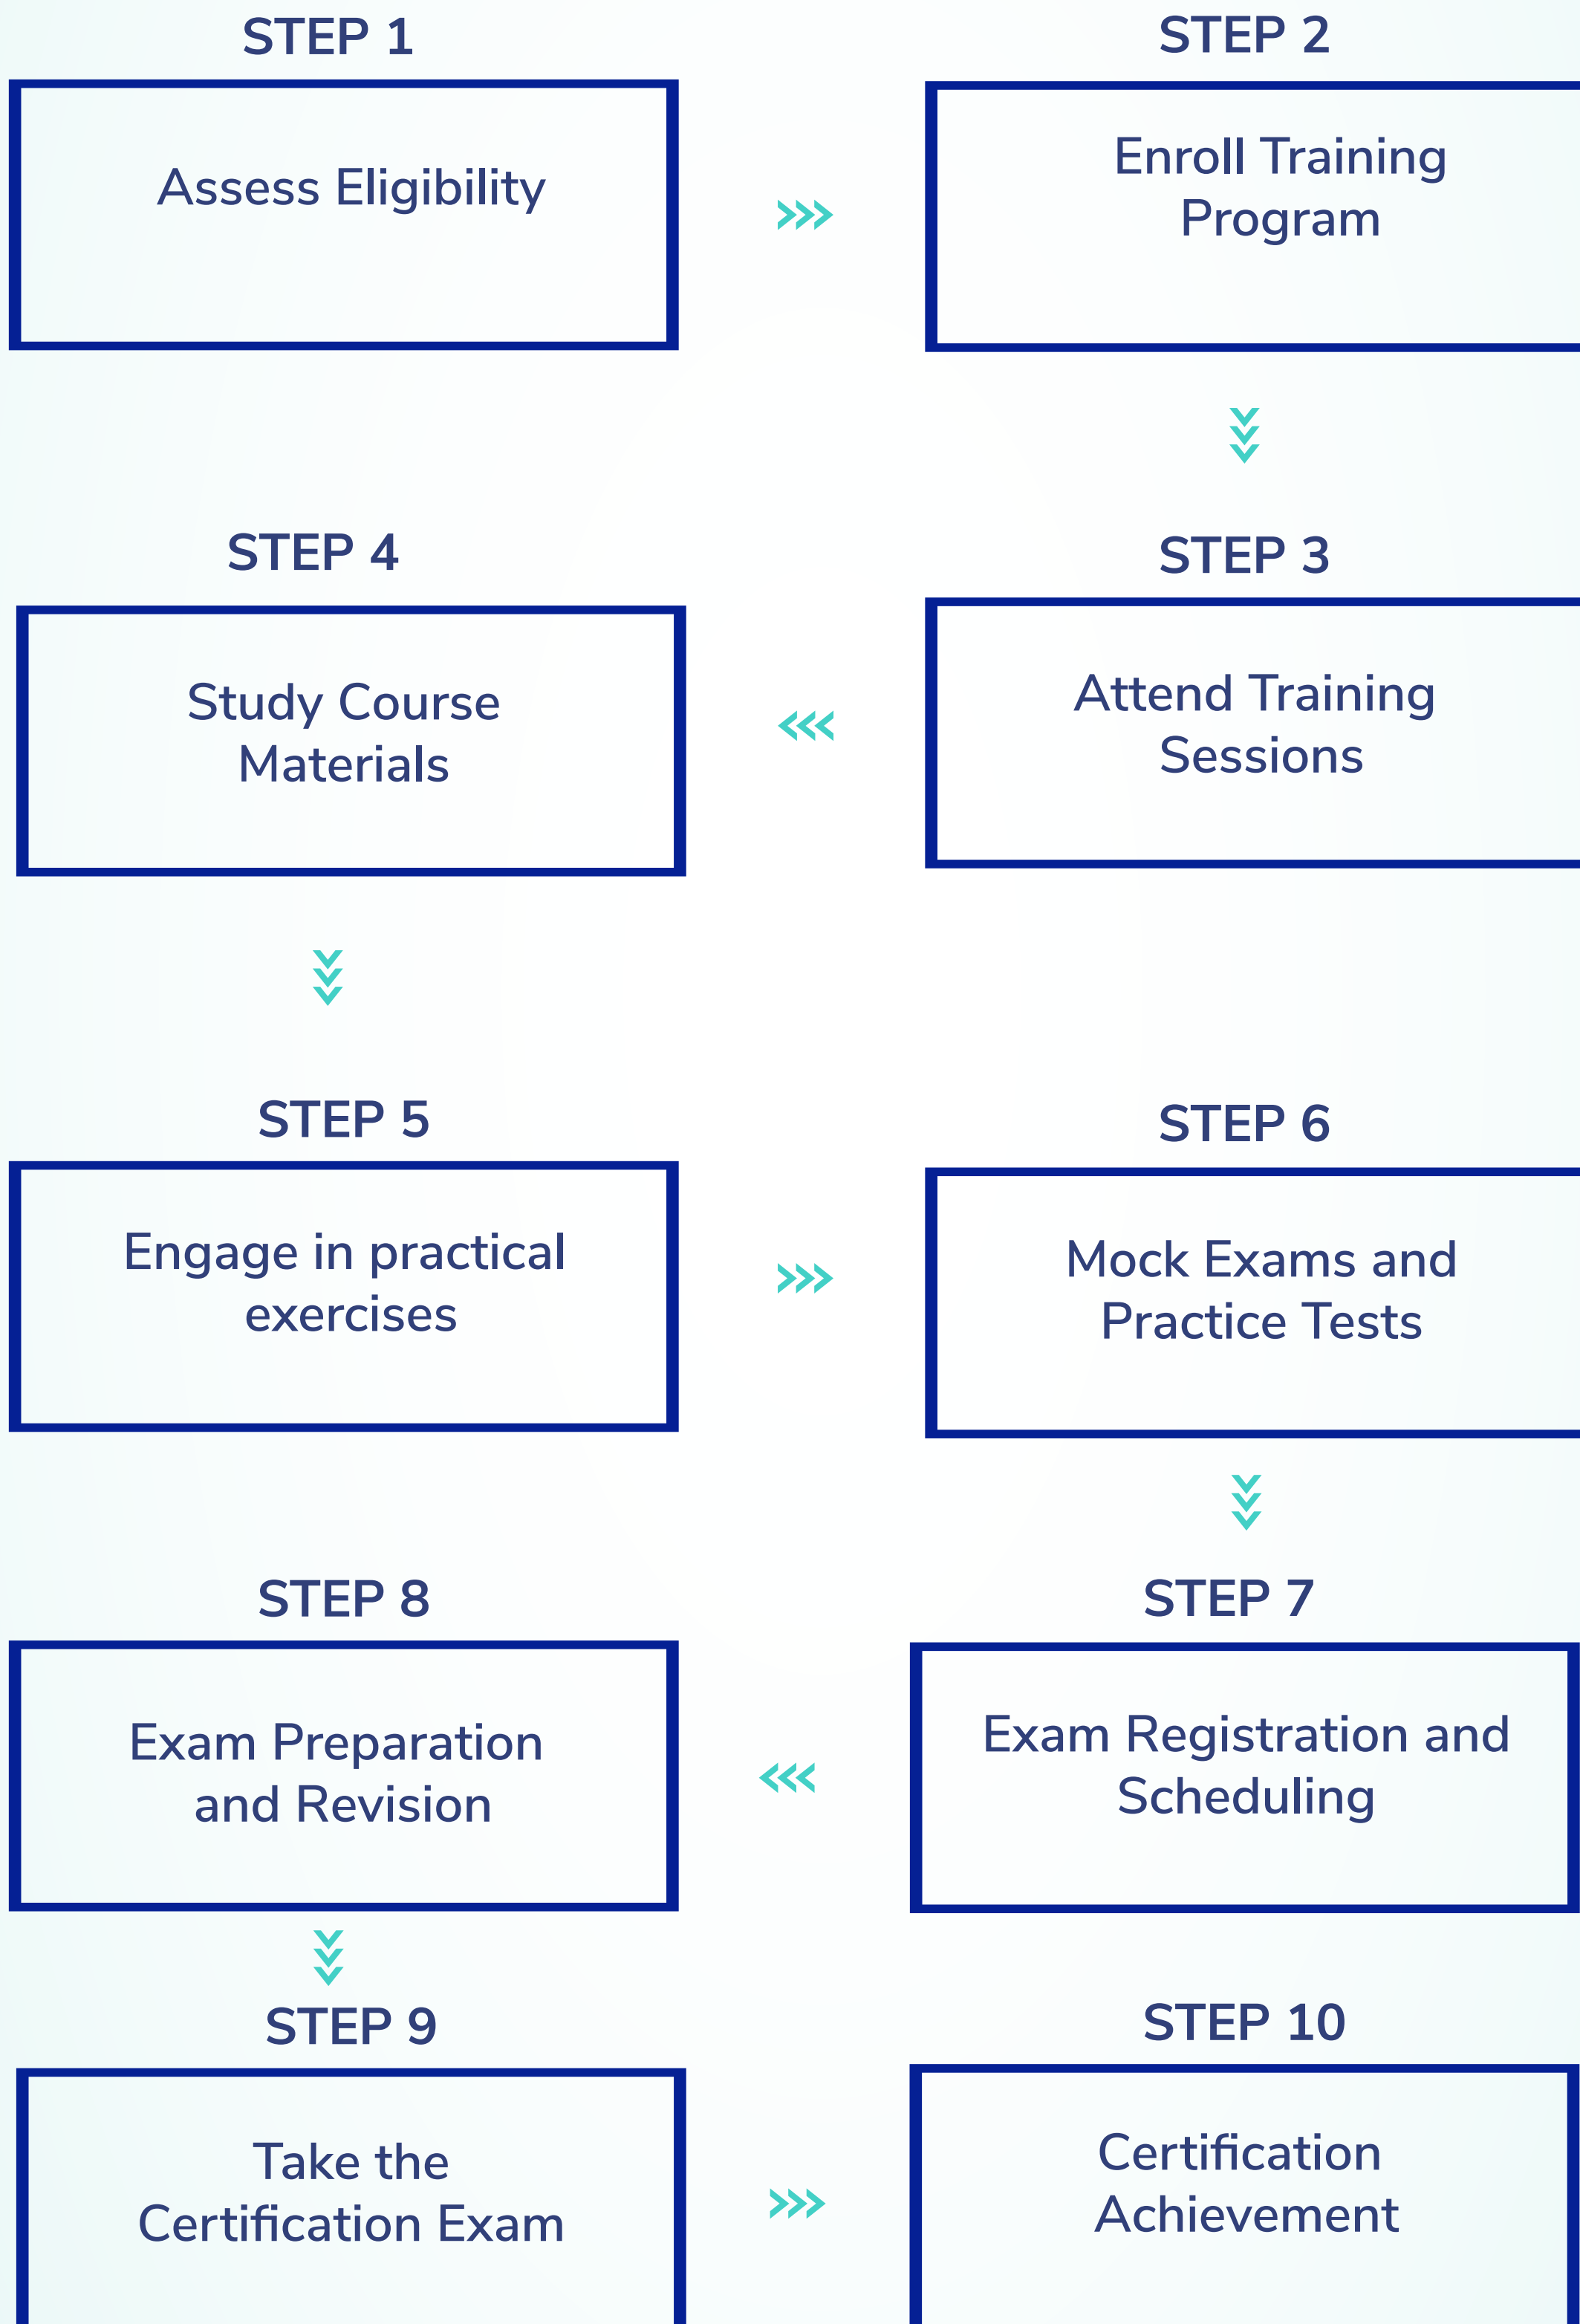 STEP 1
Assess Eligibility
STEP 2
Enroll Training
Program
STEP 3
Attend Training
Sessions
STEP 4
Study Course
Materials
STEP 5
Engage in practical
exercises
STEP 6
Mock Exams and
Practice Tests
STEP 7
Exam Registration and
Scheduling
STEP 8
Exam Preparation
and Revision
STEP 9
Take the
Certification Exam
STEP 10
Certification
Achievement